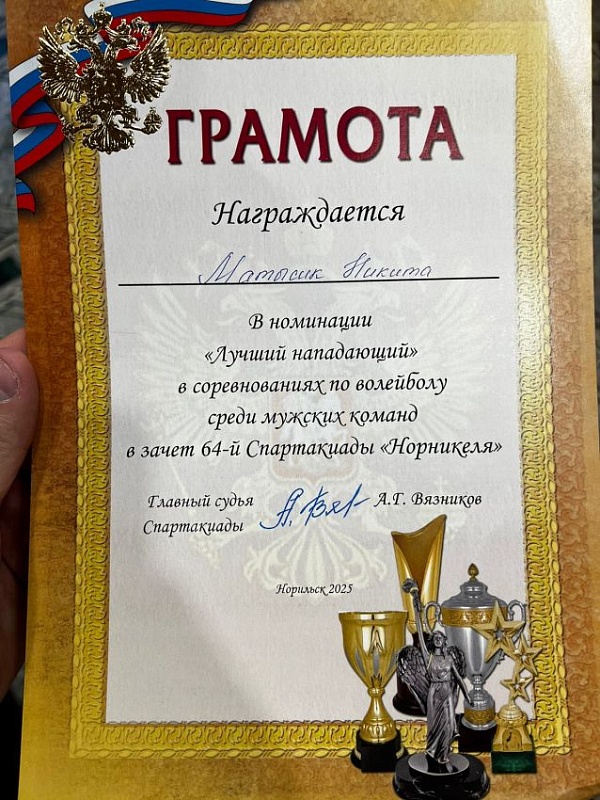 ГРАМОТА
Награждается
Матысик Никита
В номинации
«Лучший нападающий»
в соревнованиях по волейболу
среди мужских команд
в зачет 64-й Спартакиады «Норникеля»
Главный судья
Спартакиады
А.Г. Вязников
Норильск 2025